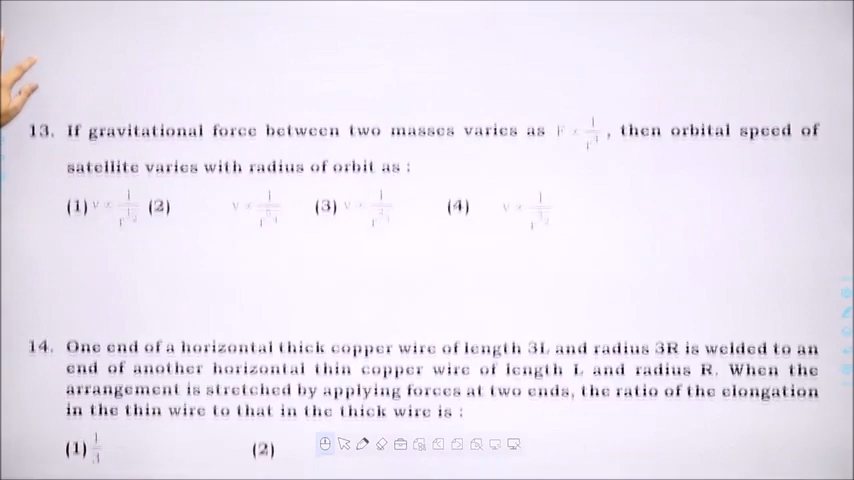 13. If gravitational force between two masses varies as F ∝ 1/r⁴, then orbital speed of
satellite varies with radius of orbit as :
(1) v ∝ (2) v ∝ (3) v ∝ (4) v ∝
14. One end of a horizontal thick copper wire of length 3L and radius 3R is welded to an
end of another horizontal thin copper wire of length L and radius R. When the
arrangement is stretched by applying forces at two ends, the ratio of the elongation
in the thin wire to that in the thick wire is :
(1) 1/3 (2)